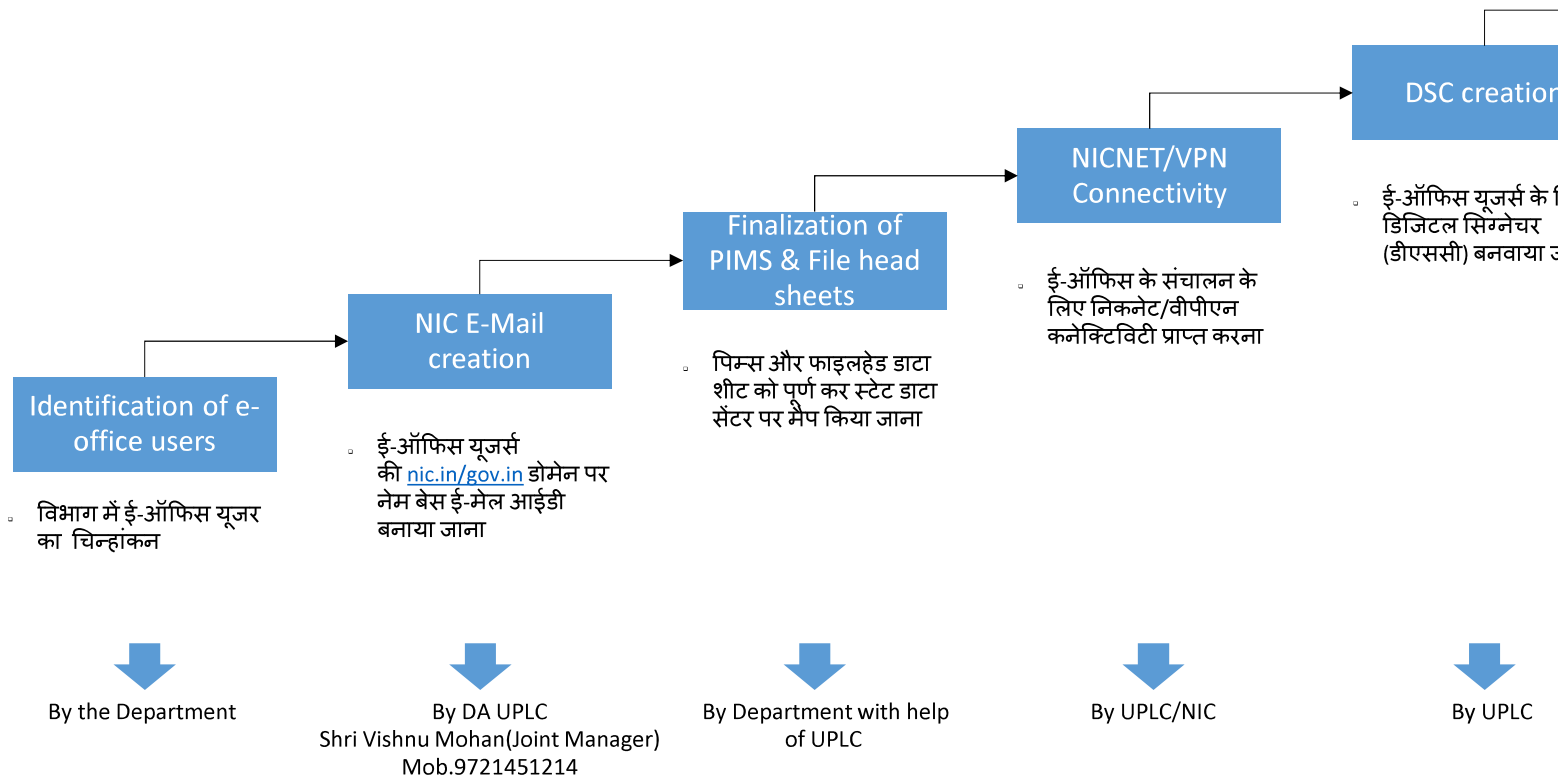 Identification of e-
office users
विभाग में ई-ऑफिस यूजर
का चिन्हांकन
By the Department
NIC E-Mail
creation
ई-ऑफिस यूजर्स
की nic.in/gov.in डोमेन पर
नेम बेस ई-मेल आईडी
बनाया जाना
By DA UPLC
Shri Vishnu Mohan(Joint Manager)
Mob.9721451214
Finalization of
PIMS & File head
sheets
पिम्स और फाइलहेड डाटा
शीट को पूर्ण कर स्टेट डाटा
सेंटर पर मैप किया जाना
By Department with help
of UPLC
NICNET/VPN
Connectivity
ई-ऑफिस के संचालन के
लिए निकनेट/वीपीएन
कनेक्टिविटी प्राप्त करना
By UPLC/NIC
DSC creation
ई-ऑफिस यूजर्स के
डिजिटल सिग्नेचर
(डीएससी) बनवाया
By UPLC